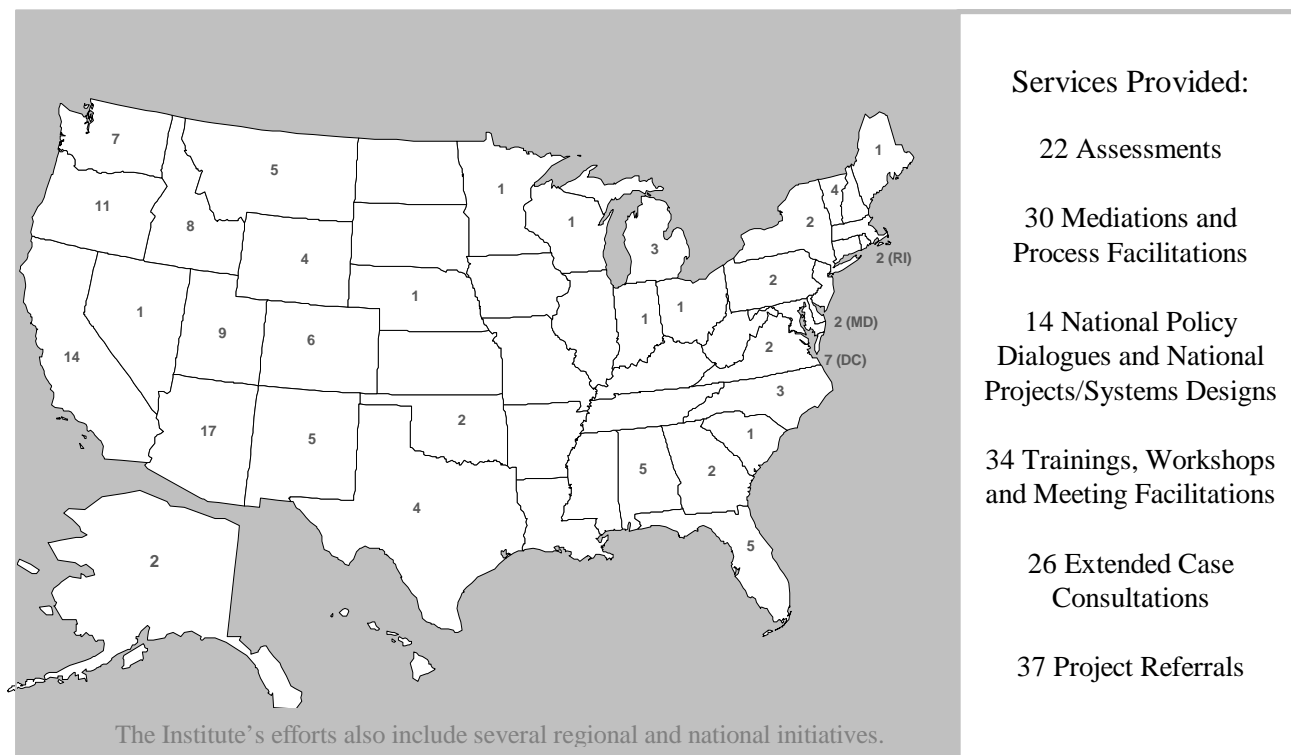 7
5
1
1
11
8
1
4
2
4
3
2 (RI)
1
2
1
9
6
1
1
2 (MD)
14
2
7 (DC)
3
17
5
2
1
5
2
4
5
2
The Institute's efforts also include several regional and national initiatives.
Services Provided:
22 Assessments
30 Mediations and
Process Facilitations
14 National Policy
Dialogues and National
Projects/Systems Designs
34 Trainings, Workshops
and Meeting Facilitations
26 Extended Case
Consultations
37 Project Referrals